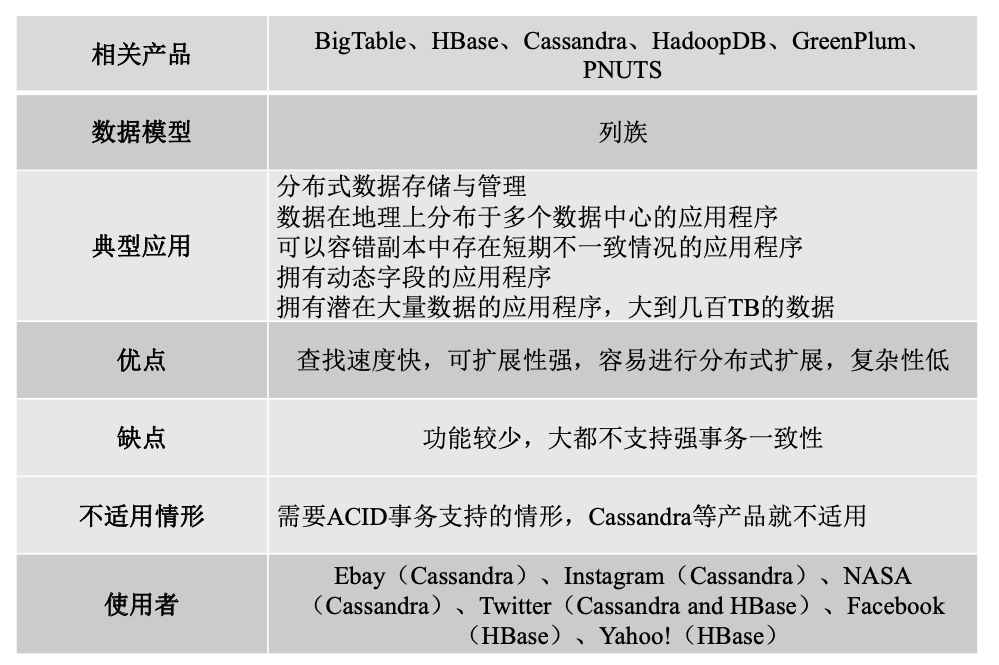 相关产品
BigTable、HBase、Cassandra、HadoopDB、GreenPlum、
PNUTS
数据模型
列族
典型应用
分布式数据存储与管理
数据在地理上分布于多个数据中心的应用程序
可以容错副本中存在短期不一致情况的应用程序
拥有动态字段的应用程序
拥有潜在大量数据的应用程序，大到几百TB的数据
优点
查找速度快，可扩展性强，容易进行分布式扩展，复杂性低
缺点
功能较少，大都不支持强事务一致性
不适用情形
需要ACID事务支持的情形，Cassandra等产品就不适用
使用者
Ebay（Cassandra）、Instagram（Cassandra）、NASA
（Cassandra）、Twitter（Cassandra and HBase）、Facebook
（HBase）、Yahoo!（HBase）